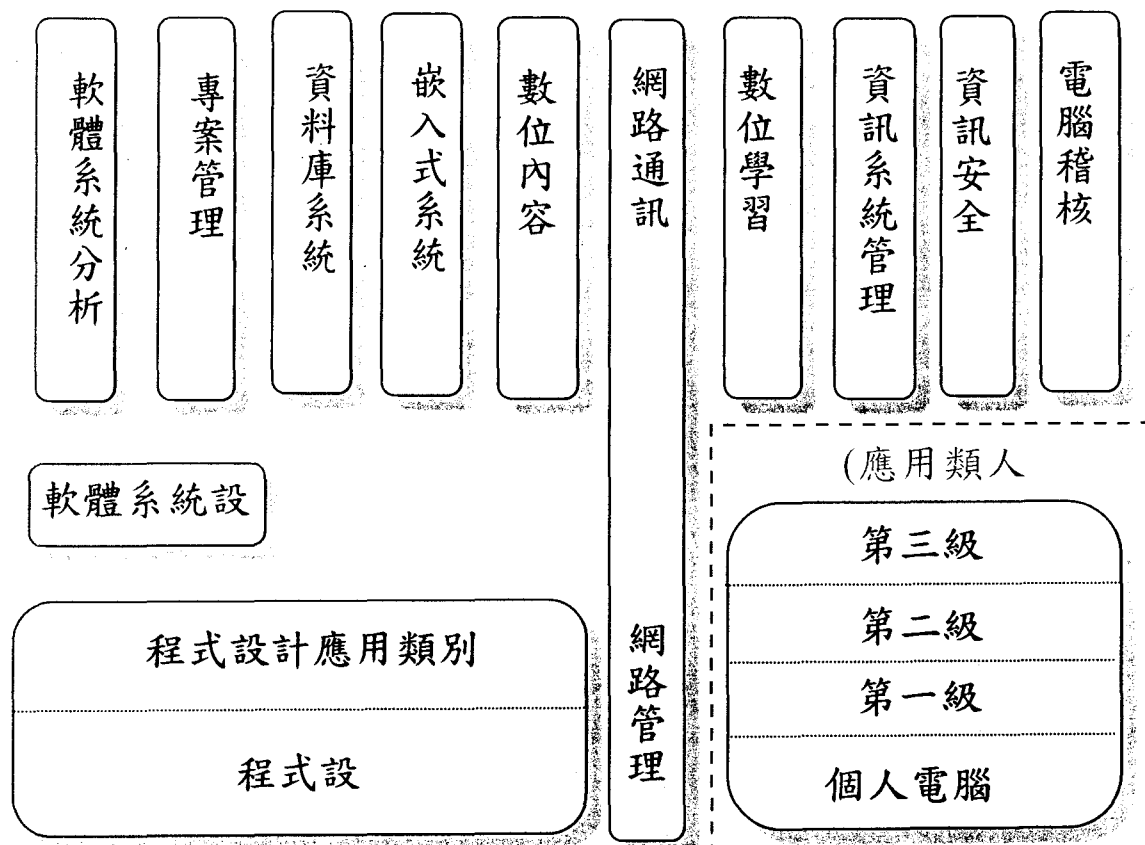 軟體系統分析
專案管理
資料庫系統
嵌入式系統
數位內容
網路通訊
數位學習
資訊系統管理
資訊安全
電腦稽核
軟體系統設
程式設計應用類別
程式設
網路管理
(應用類人
第三級
第二級
第一級
個人電腦